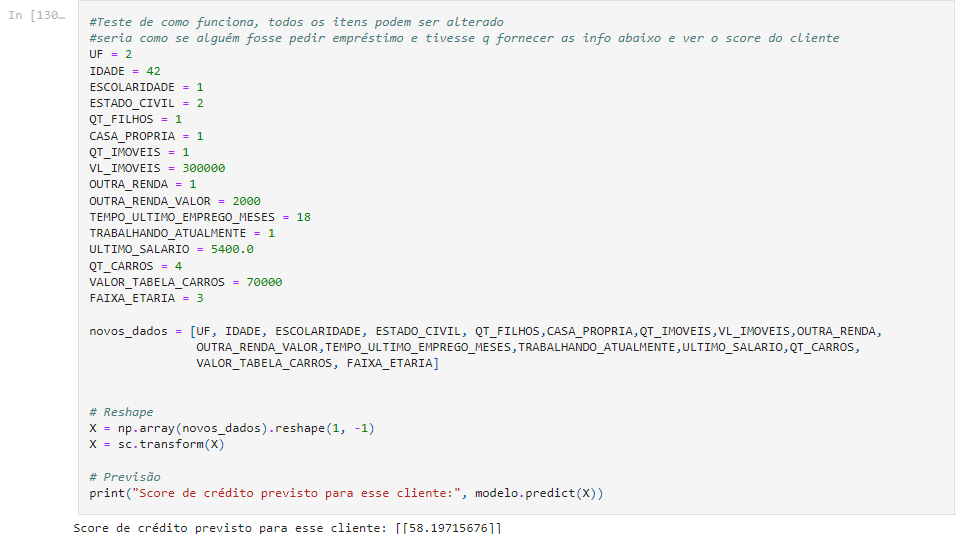 In [130…
#Teste de como funciona, todos os itens podem ser alterado
#seria como se alguém fosse pedir empréstimo e tivesse q fornecer as info abaixo e ver o score do cliente
UF = 2
IDADE = 42
ESCOLARIDADE = 1
ESTADO_CIVIL = 2
QT_FILHOS = 1
CASA_PROPRIA = 1
QT_IMOVEIS = 1
VL_IMOVEIS = 300000
OUTRA_RENDA = 1
OUTRA_RENDA_VALOR = 2000
TEMPO_ULTIMO_EMPREGO_MESES = 18
TRABALHANDO_ATUALMENTE = 1
ULTIMO_SALARIO = 5400.0
QT_CARROS = 4
VALOR_TABELA_CARROS = 70000
FAIXA_ETARIA = 3
novos_dados = [UF, IDADE, ESCOLARIDADE, ESTADO_CIVIL, QT_FILHOS,CASA_PROPRIA,QT_IMOVEIS,VL_IMOVEIS,OUTRA_RENDA,
OUTRA_RENDA_VALOR,TEMPO_ULTIMO_EMPREGO_MESES,TRABALHANDO_ATUALMENTE,ULTIMO_SALARIO,QT_CARROS,
VALOR_TABELA_CARROS, FAIXA_ETARIA]
# Reshape
X = np.array(novos_dados).reshape(1, -1)
X = sc.transform(X)
# Previsão
print("Score de crédito previsto para esse cliente:", modelo.predict(X))
Score de crédito previsto para esse cliente: [[58.19715676]]